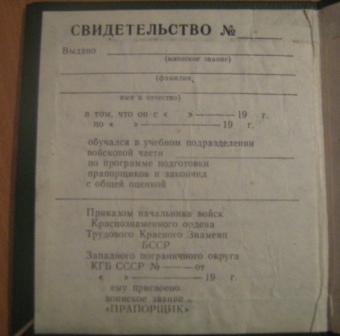 СВИДЕТЕЛЬСТВО №
Выдано
(воинское звание)
(фамилия,
имя и отчество)
в том, что он с «   » ——— 19   г.
по «   » ——— 19   г.
обучался в учебном подразделении
войсковой части
по программе подготовки
прапорщиков и закончил
с общей оценкой
Приказом начальника войск
Краснознаменного ордена
Трудового Красного Знамени
БССР
Западного пограничного округа
КГБ СССР № ——— от
«   » ——— 19   г.
ему присвоено
воинское звание
«ПРАПОРЩИК»